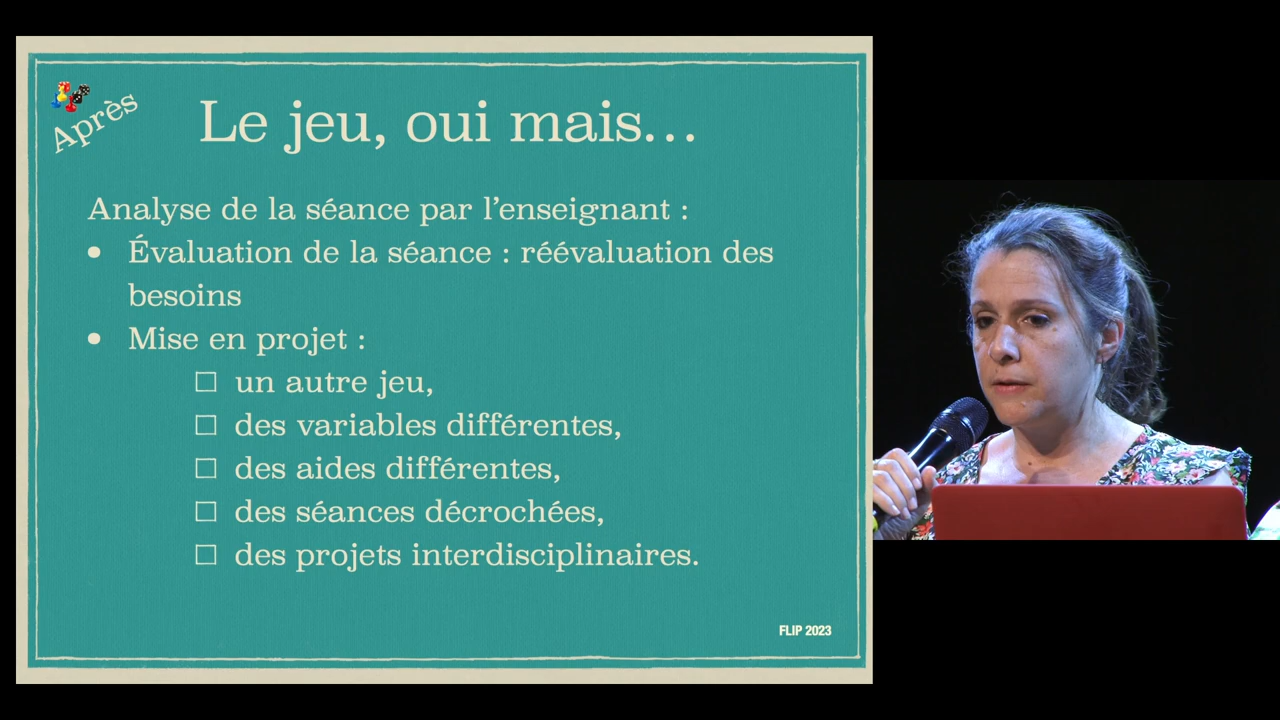 Après
Le jeu, oui mais...
Analyse de la séance par l'enseignant :
• Évaluation de la séance : réévaluation des
besoins
• Mise en projet :
☐ un autre jeu,
☐ des variables différentes,
☐ des aides différentes,
☐ des séances décrochées,
☐ des projets interdisciplinaires.
FLIP 2023